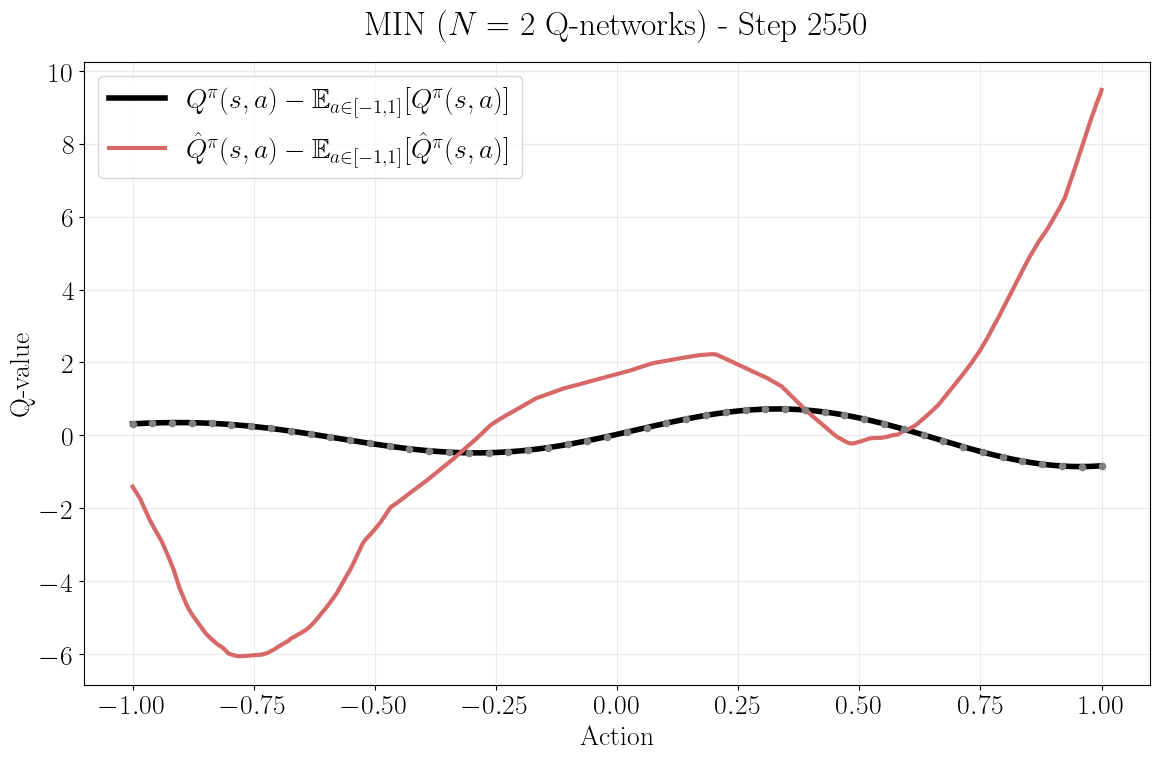 MIN (N = 2 Q-networks) - Step 2550
Q^π(s, a) − 𝔼_{a∈[−1,1]}[Q^π(s, a)]
Q̂^π(s, a) − 𝔼_{a∈[−1,1]}[Q̂^π(s, a)]
Q-value
10
8
6
4
2
0
−2
−4
−6
−1.00 −0.75 −0.50 −0.25 0.00 0.25 0.50 0.75 1.00
Action